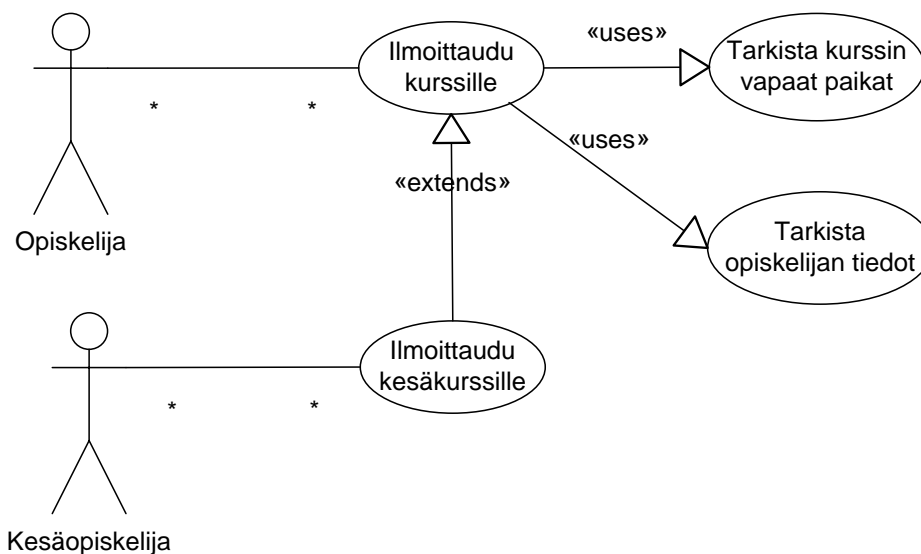 Ilmoittaudu
kurssille
«uses»
Tarkista kurssin
vapaat paikat
*
*
«uses»
«extends»
Opiskelija
Tarkista
opiskelijan tiedot
Ilmoittaudu
kesäkurssille
*
*
Kesäopiskelija